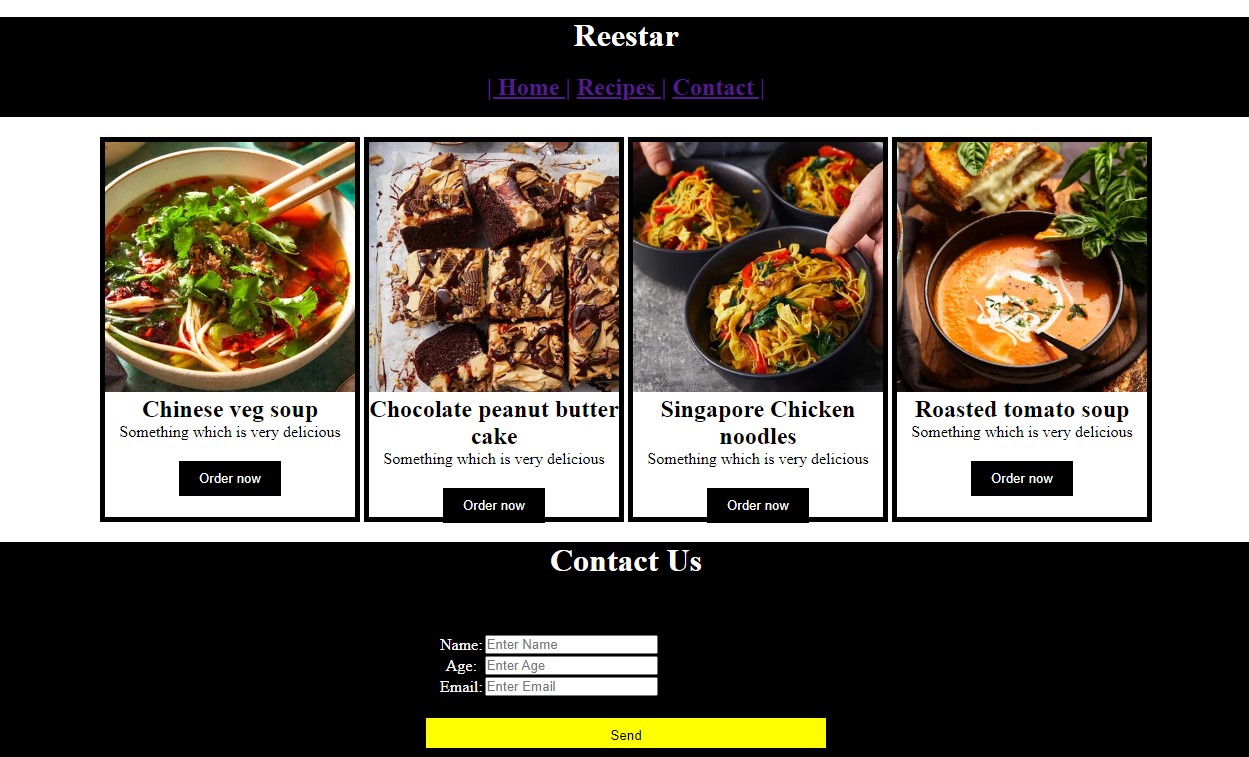 Reestar
| Home | Recipes | Contact |
Chinese veg soup
Something which is very delicious
Order now
Chocolate peanut butter
cake
Something which is very delicious
Order now
Singapore Chicken
noodles
Something which is very delicious
Order now
Roasted tomato soup
Something which is very delicious
Order now
Contact Us
Name: Enter Name
Age: Enter Age
Email: Enter Email
Send